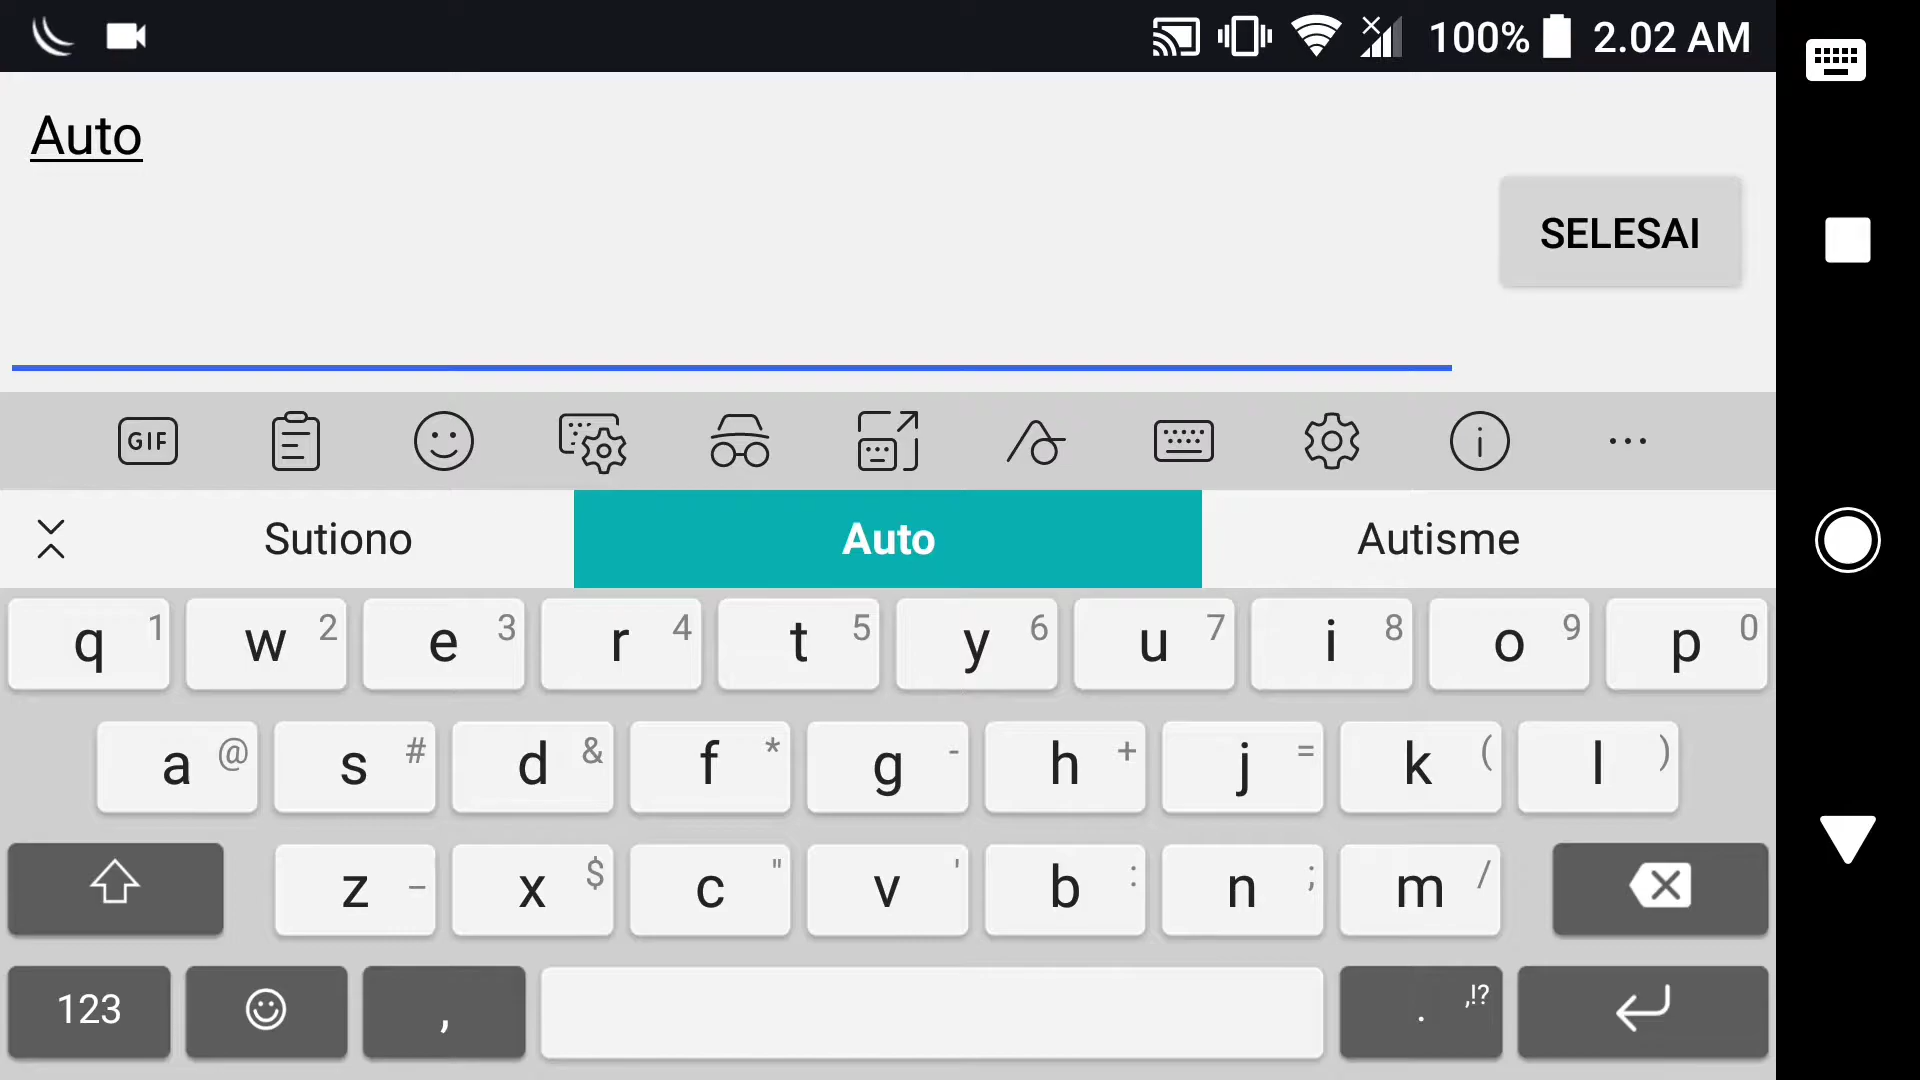 100% 2.02 AM
Auto
SELESAI
GIF
Sutiono Auto Autisme
q 1 w 2 e 3 r 4 t 5 y 6 u 7 i 8 o 9 p 0
a @ s # d & f * g - h + j = k ( l )
z _ x $ c " v ' b : n ; m /
123 , . ,!?